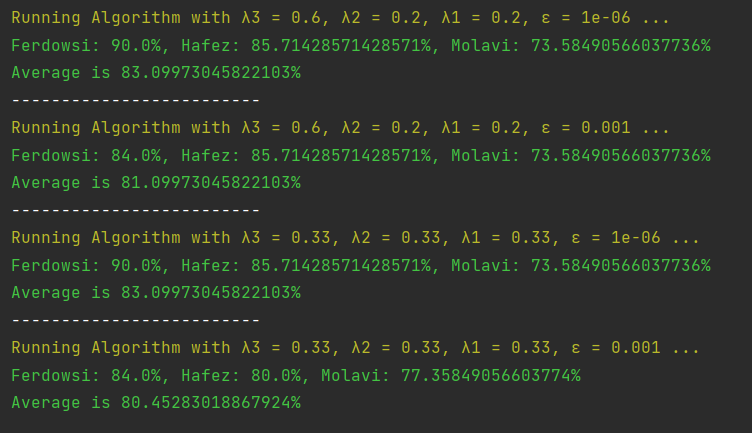 Running Algorithm with λ3 = 0.6, λ2 = 0.2, λ1 = 0.2, ε = 1e-06 ...
Ferdowsi: 90.0%, Hafez: 85.71428571428571%, Molavi: 73.58490566037736%
Average is 83.09973045822103%
-------------------------
Running Algorithm with λ3 = 0.6, λ2 = 0.2, λ1 = 0.2, ε = 0.001 ...
Ferdowsi: 84.0%, Hafez: 85.71428571428571%, Molavi: 73.58490566037736%
Average is 81.09973045822103%
-------------------------
Running Algorithm with λ3 = 0.33, λ2 = 0.33, λ1 = 0.33, ε = 1e-06 ...
Ferdowsi: 90.0%, Hafez: 85.71428571428571%, Molavi: 73.58490566037736%
Average is 83.09973045822103%
-------------------------
Running Algorithm with λ3 = 0.33, λ2 = 0.33, λ1 = 0.33, ε = 0.001 ...
Ferdowsi: 84.0%, Hafez: 80.0%, Molavi: 77.35849056603774%
Average is 80.45283018867924%